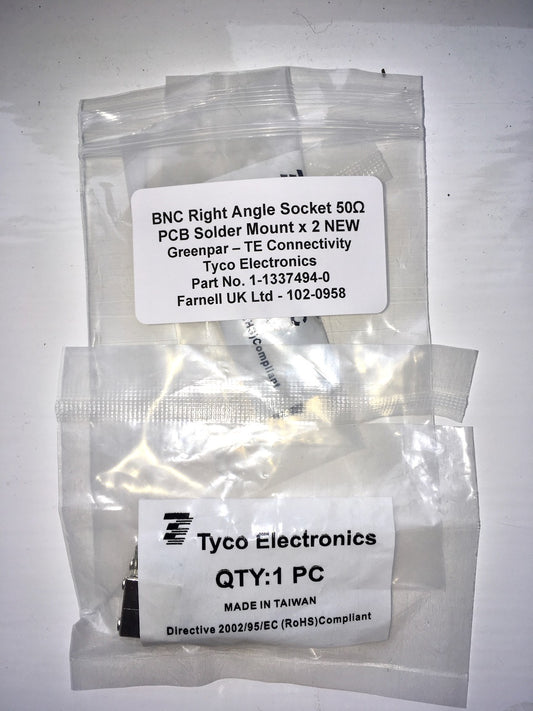 BNC Right Angle Socket 50Ω
PCB Solder Mount x 2 NEW
Greenpar – TE Connectivity
Tyco Electronics
Part No. 1-1337494-0
Farnell UK Ltd - 102-0958
HS)Compliant
Tyco Electronics
QTY:1 PC
MADE IN TAIWAN
Directive 2002/95/EC (RoHS)Compliant